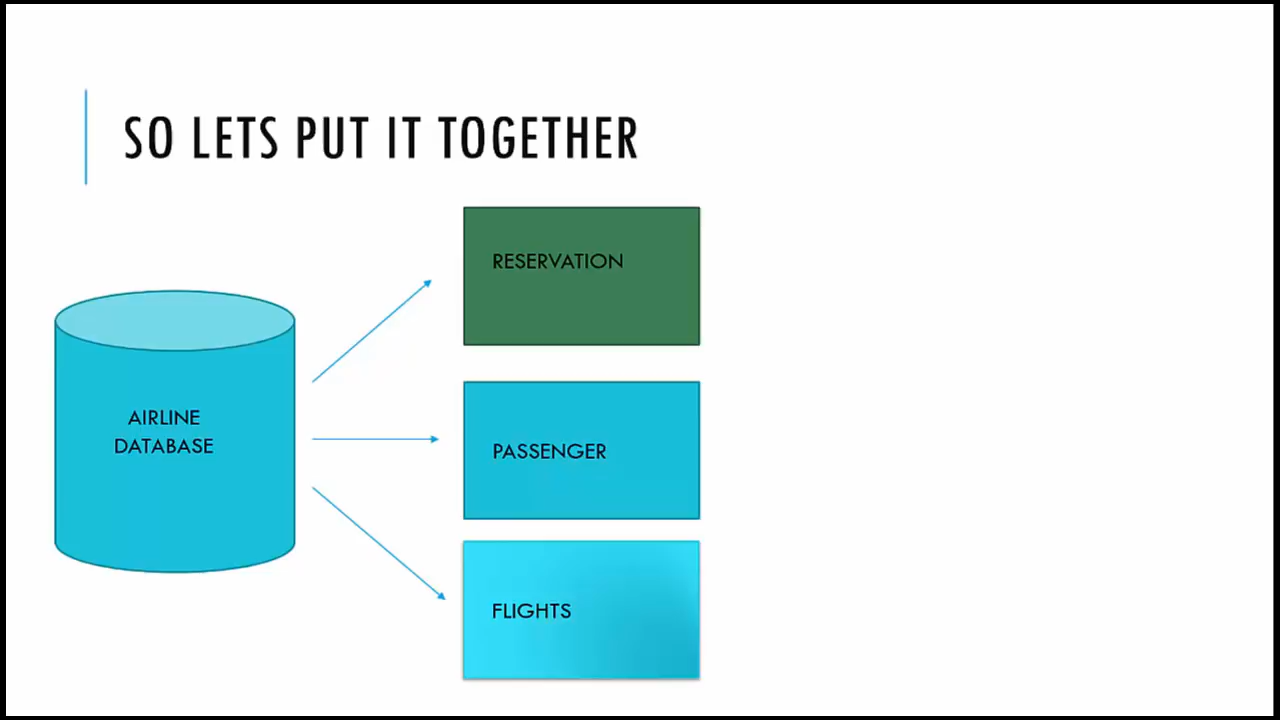 SO LETS PUT IT TOGETHER
RESERVATION
AIRLINE
DATABASE
PASSENGER
FLIGHTS